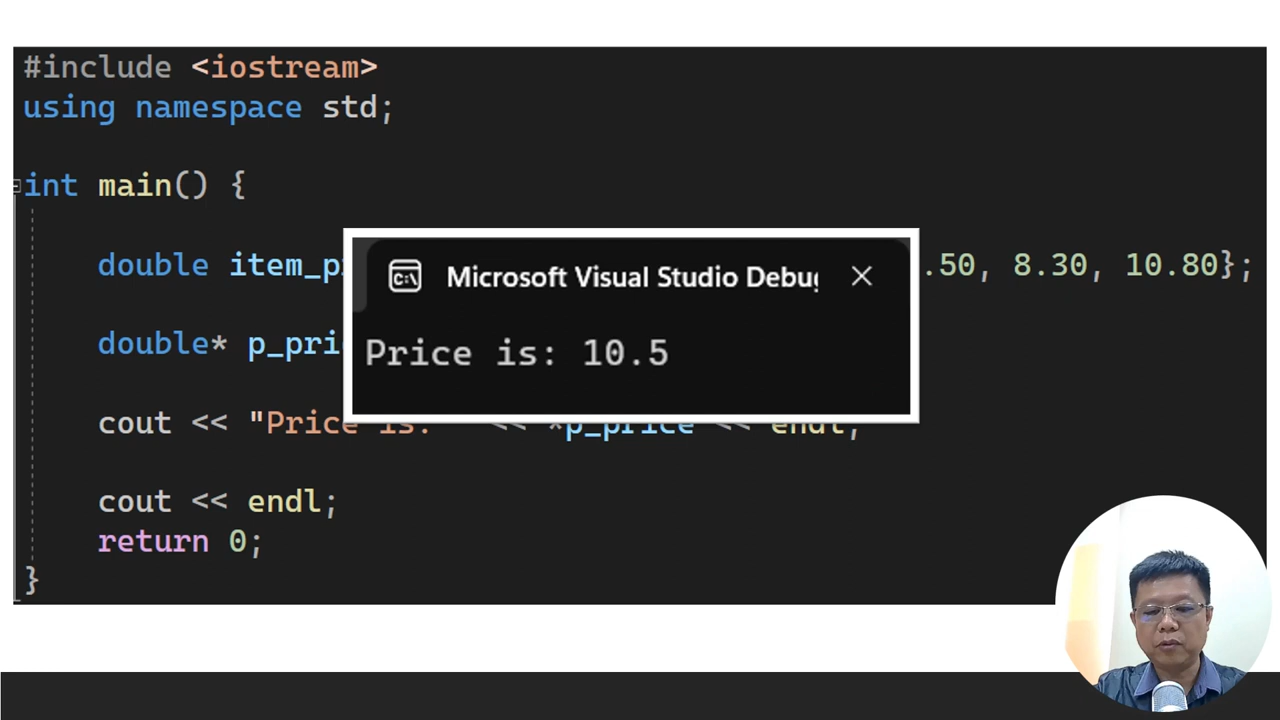 #include <iostream>
using namespace std;
int main() {
double item_p
.50, 8.30, 10.80};
Microsoft Visual Studio Debug
double* p_pri
Price is: 10.5
cout << "Price is: " << *p_price << endl;
cout << endl;
return 0;
}